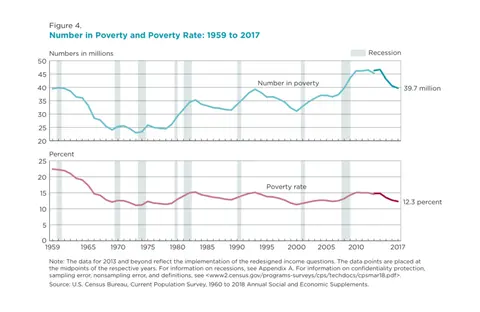 Figure 4.
Number in Poverty and Poverty Rate: 1959 to 2017
Numbers in millions
Recession
50
45
40
35
30
25
20
Number in poverty
39.7 million
Percent
25
20
15
10
5
0
Poverty rate
12.3 percent
1959 1965 1970 1975 1980 1985 1990 1995 2000 2005 2010 2017
Note: The data for 2013 and beyond reflect the implementation of the redesigned income questions. The data points are placed at
the midpoints of the respective years. For information on recessions, see Appendix A. For information on confidentiality protection,
sampling error, nonsampling error, and definitions, see <www2.census.gov/programs-surveys/cps/techdocs/cpsmar18.pdf>.
Source: U.S. Census Bureau, Current Population Survey, 1960 to 2018 Annual Social and Economic Supplements.